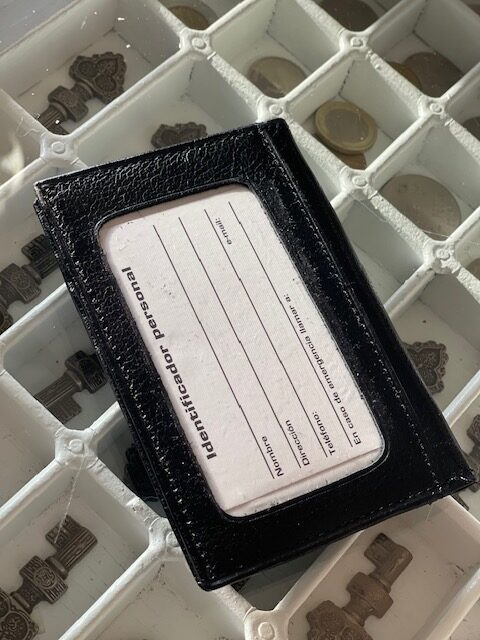 Identificador personal
Nombre
Dirección
Teléfono: e-mail:
En caso de emergencia llamar a: